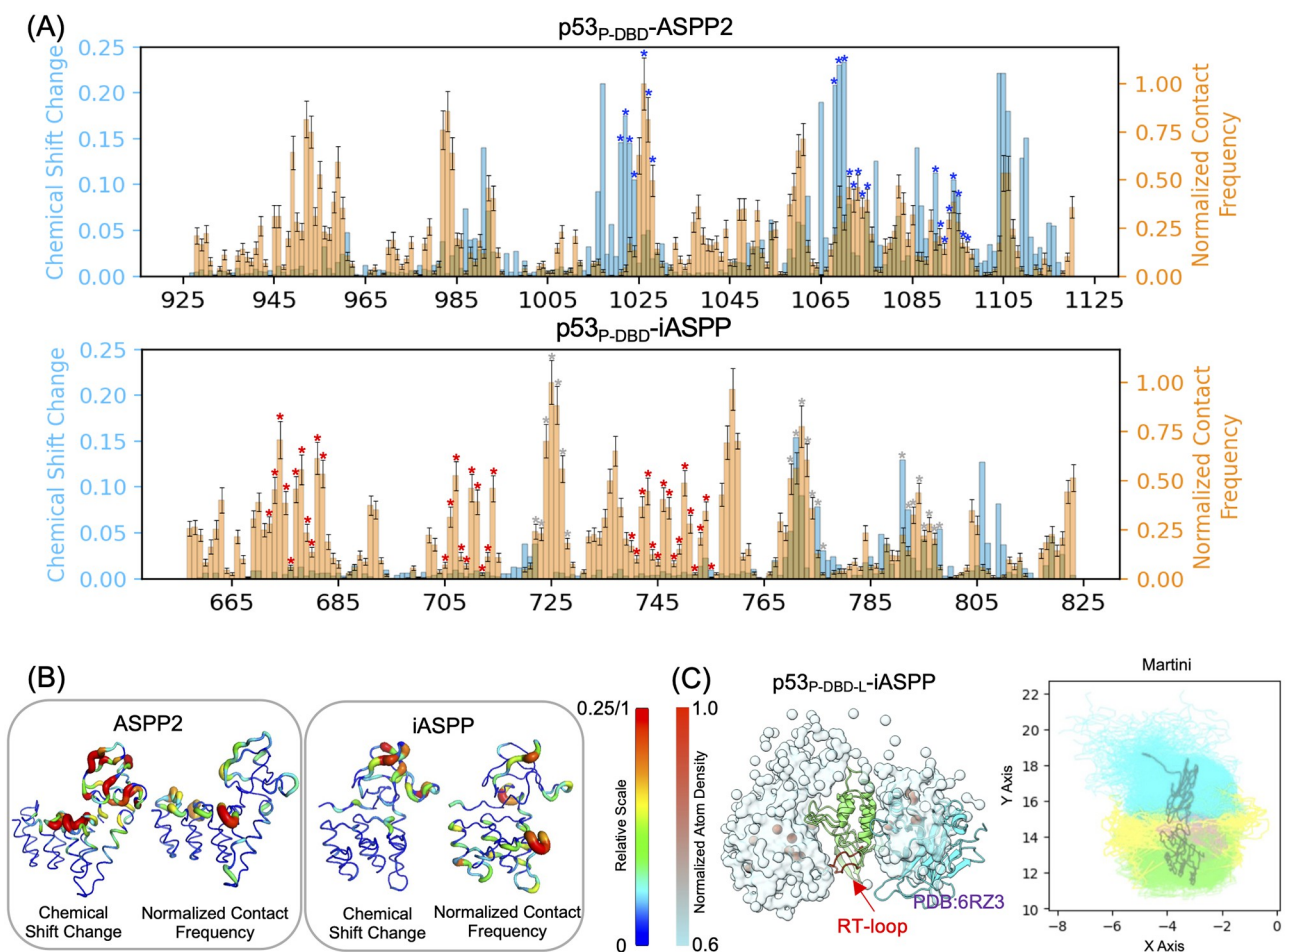 (A)
p53P-DBD-ASPP2
Chemical Shift Change
0.25
0.20
0.15
0.10
0.05
0.00
1.00
0.75
0.50
0.25
0.00
Normalized Contact
Frequency
925 945 965 985 1005 1025 1045 1065 1085 1105 1125
p53P-DBD-iASPP
Chemical Shift Change
0.25
0.20
0.15
0.10
0.05
0.00
1.00
0.75
0.50
0.25
0.00
Normalized Contact
Frequency
665 685 705 725 745 765 785 805 825
(B)
ASPP2
Chemical
Shift Change
Normalized Contact
Frequency
iASPP
Chemical
Shift Change
Normalized Contact
Frequency
0.25/1
Relative Scale
0
(C)
1.0
Normalized Atom Density
0.6
p53P-DBD-L-iASPP
RT-loop
PDB:6RZ3
Martini
Y Axis
22
20
18
16
14
12
10
-8 -6 -4 -2 0
X Axis